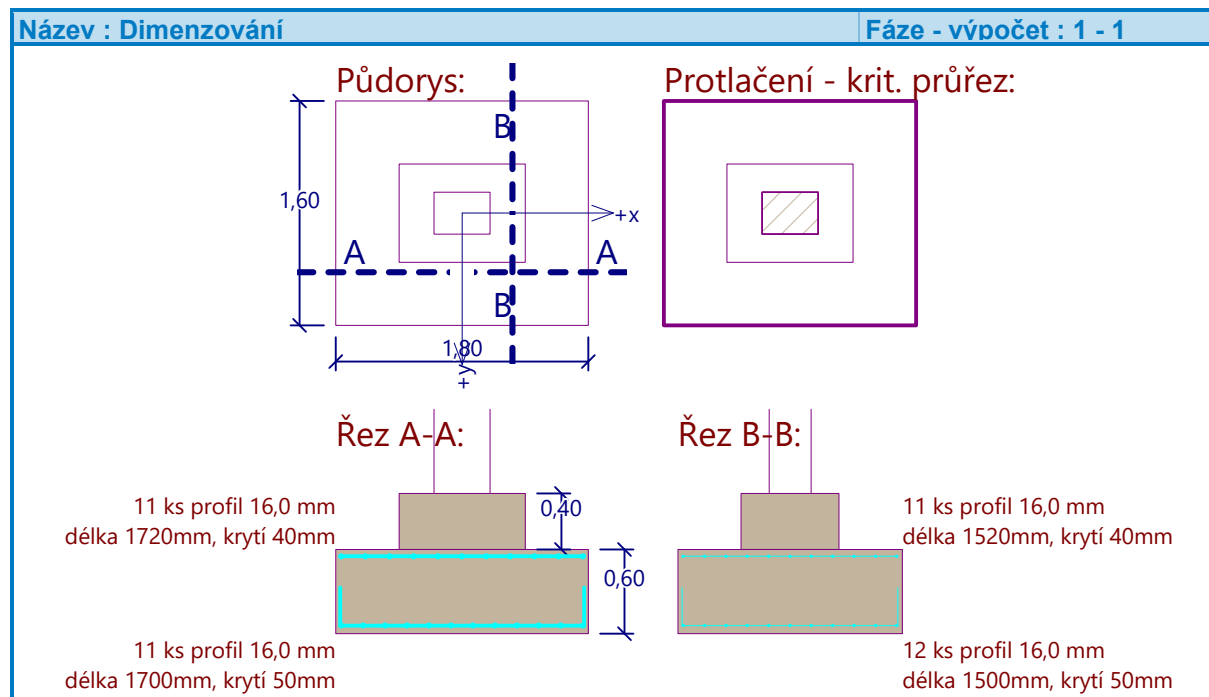 Název : Dimenzování
Fáze - výpočet : 1 - 1
Půdorys:
Protlačení - krit. průřez:
B
1,60
+x
A
A
B
1,80
+y
Řez A-A:
Řez B-B:
11 ks profil 16,0 mm
délka 1720mm, krytí 40mm
0,40
11 ks profil 16,0 mm
délka 1520mm, krytí 40mm
0,60
11 ks profil 16,0 mm
délka 1700mm, krytí 50mm
12 ks profil 16,0 mm
délka 1500mm, krytí 50mm